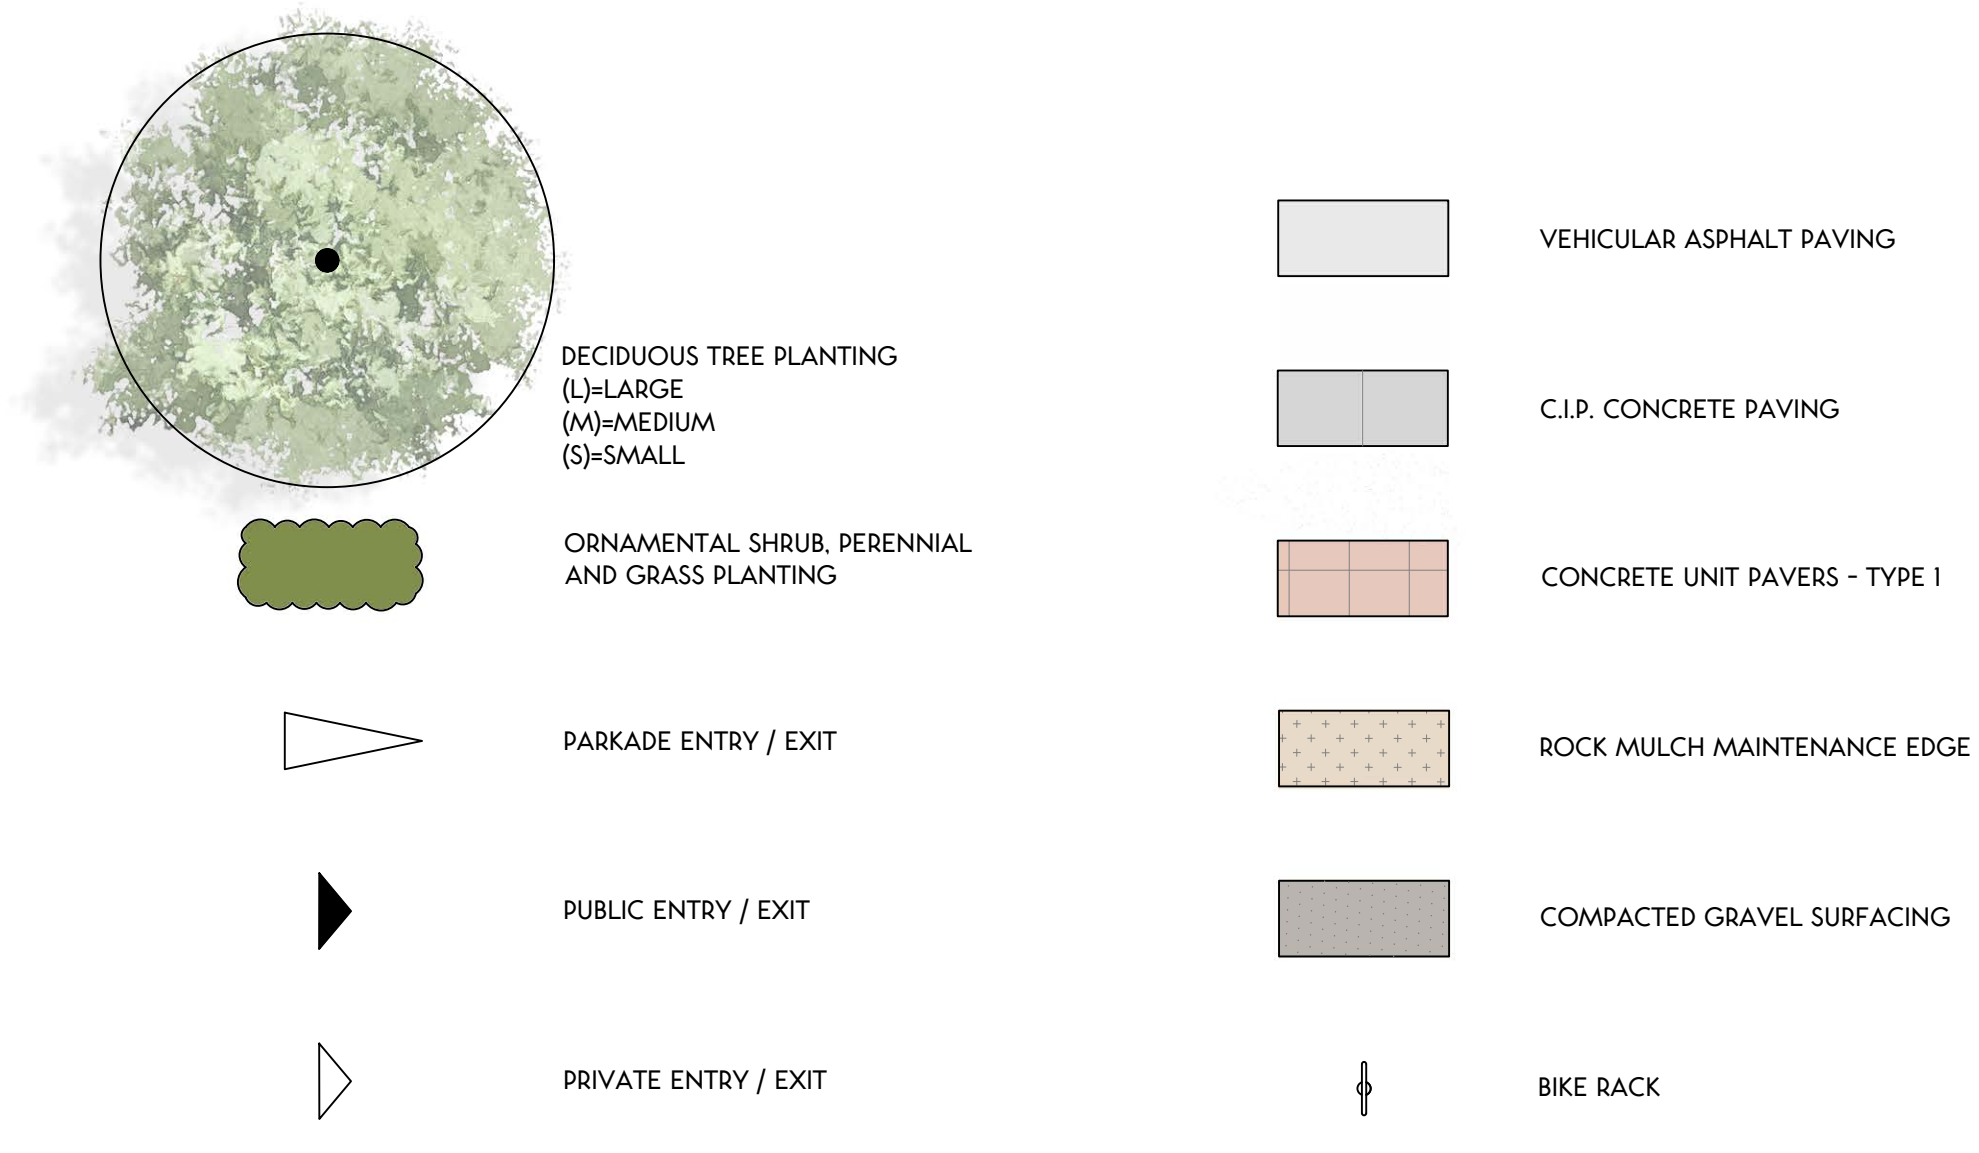 DECIDUOUS TREE PLANTING
(L)=LARGE
(M)=MEDIUM
(S)=SMALL
ORNAMENTAL SHRUB, PERENNIAL
AND GRASS PLANTING
PARKADE ENTRY / EXIT
PUBLIC ENTRY / EXIT
PRIVATE ENTRY / EXIT
VEHICULAR ASPHALT PAVING
C.I.P. CONCRETE PAVING
CONCRETE UNIT PAVERS - TYPE 1
ROCK MULCH MAINTENANCE EDGE
COMPACTED GRAVEL SURFACING
BIKE RACK